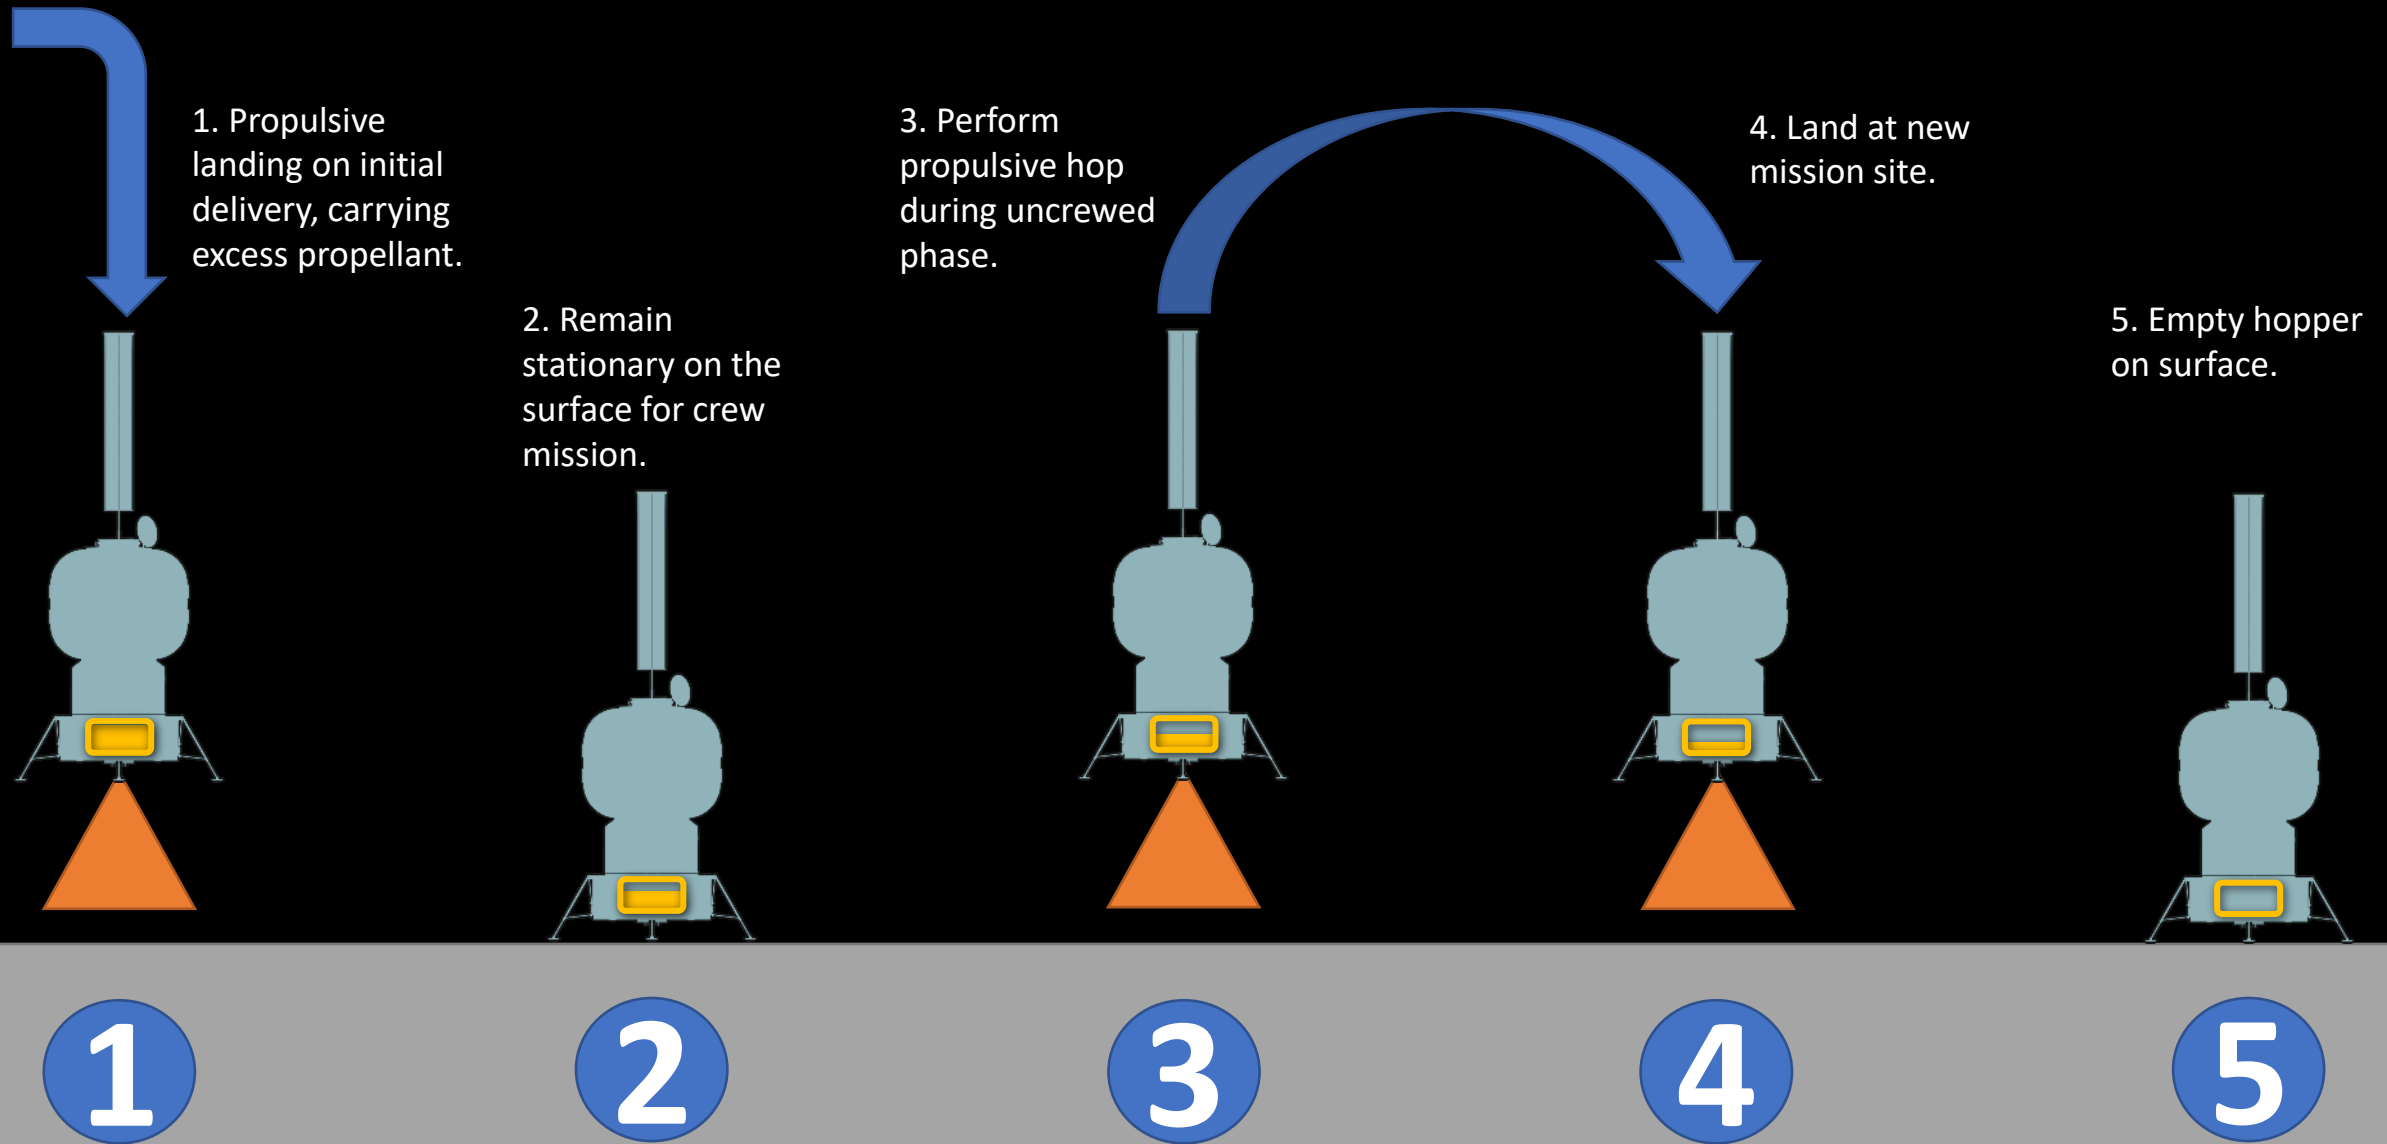 1. Propulsive
landing on initial
delivery, carrying
excess propellant.
2. Remain
stationary on the
surface for crew
mission.
3. Perform
propulsive hop
during uncrewed
phase.
4. Land at new
mission site.
5. Empty hopper
on surface.
1
2
3
4
5